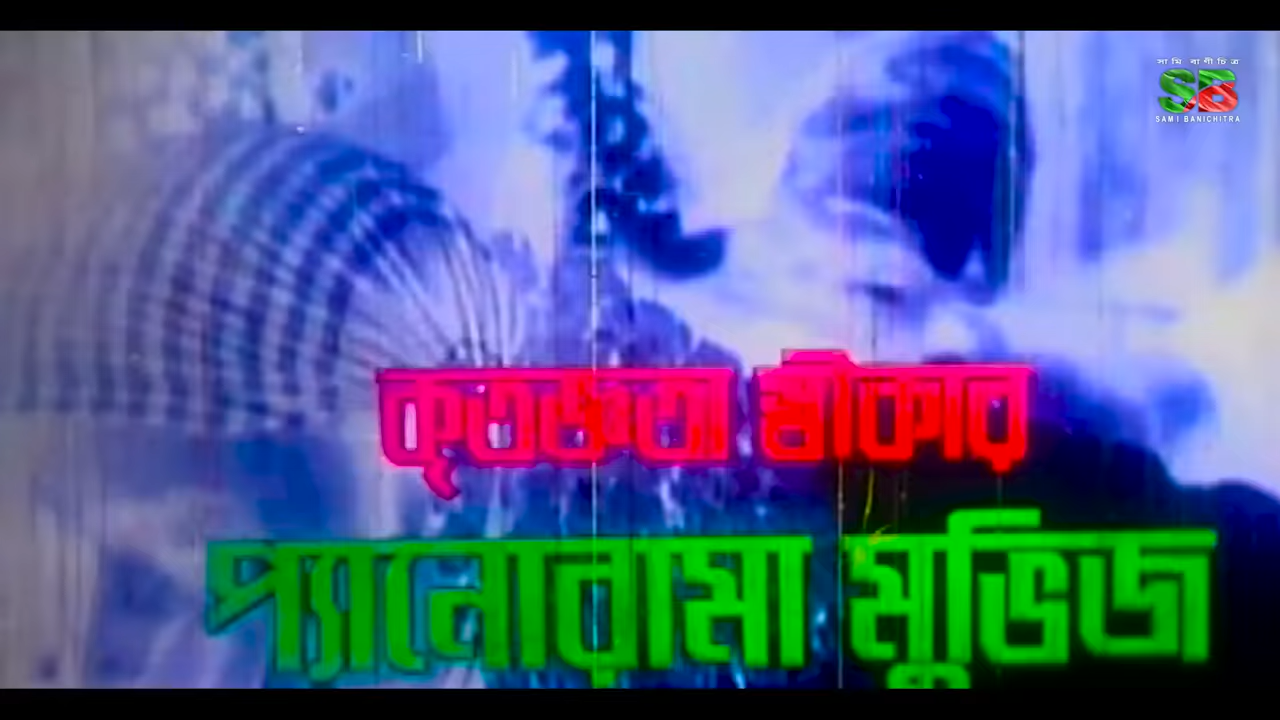 সামি বাণীচিত্র
SB
SAMI BANICHITRA
কৃতজ্ঞতা স্বীকার
প্যানোরামা মুভিজ